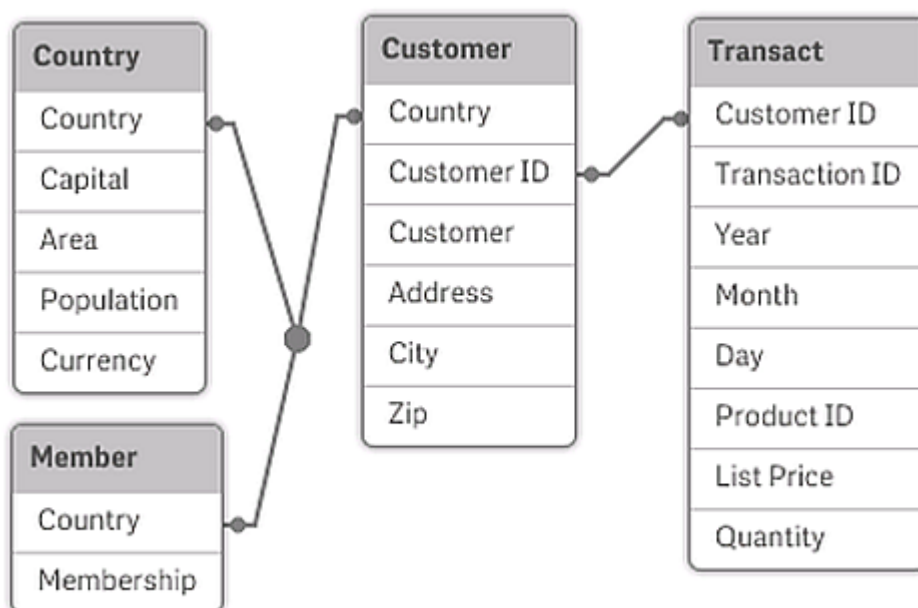 Country
Country
Capital
Area
Population
Currency
Member
Country
Membership
Customer
Country
Customer ID
Customer
Address
City
Zip
Transact
Customer ID
Transaction ID
Year
Month
Day
Product ID
List Price
Quantity